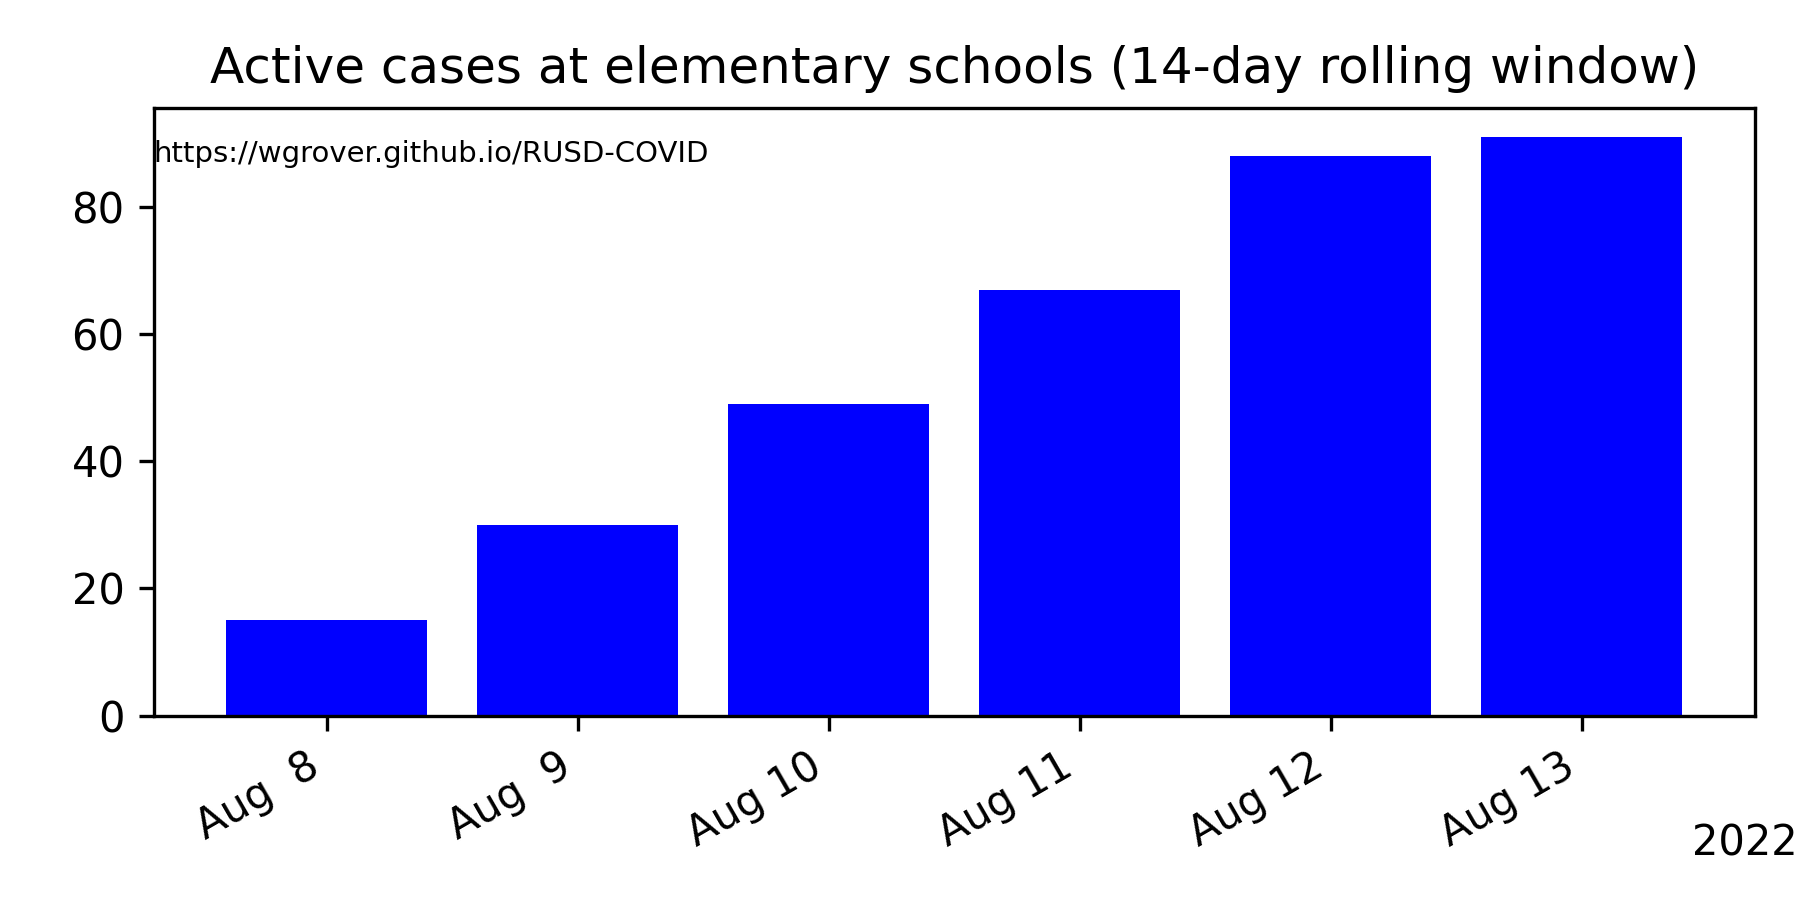 Active cases at elementary schools (14-day rolling window)
https://wgrover.github.io/RUSD-COVID
80
60
40
20
0
Aug 8
Aug 9
Aug 10
Aug 11
Aug 12
Aug 13
2022